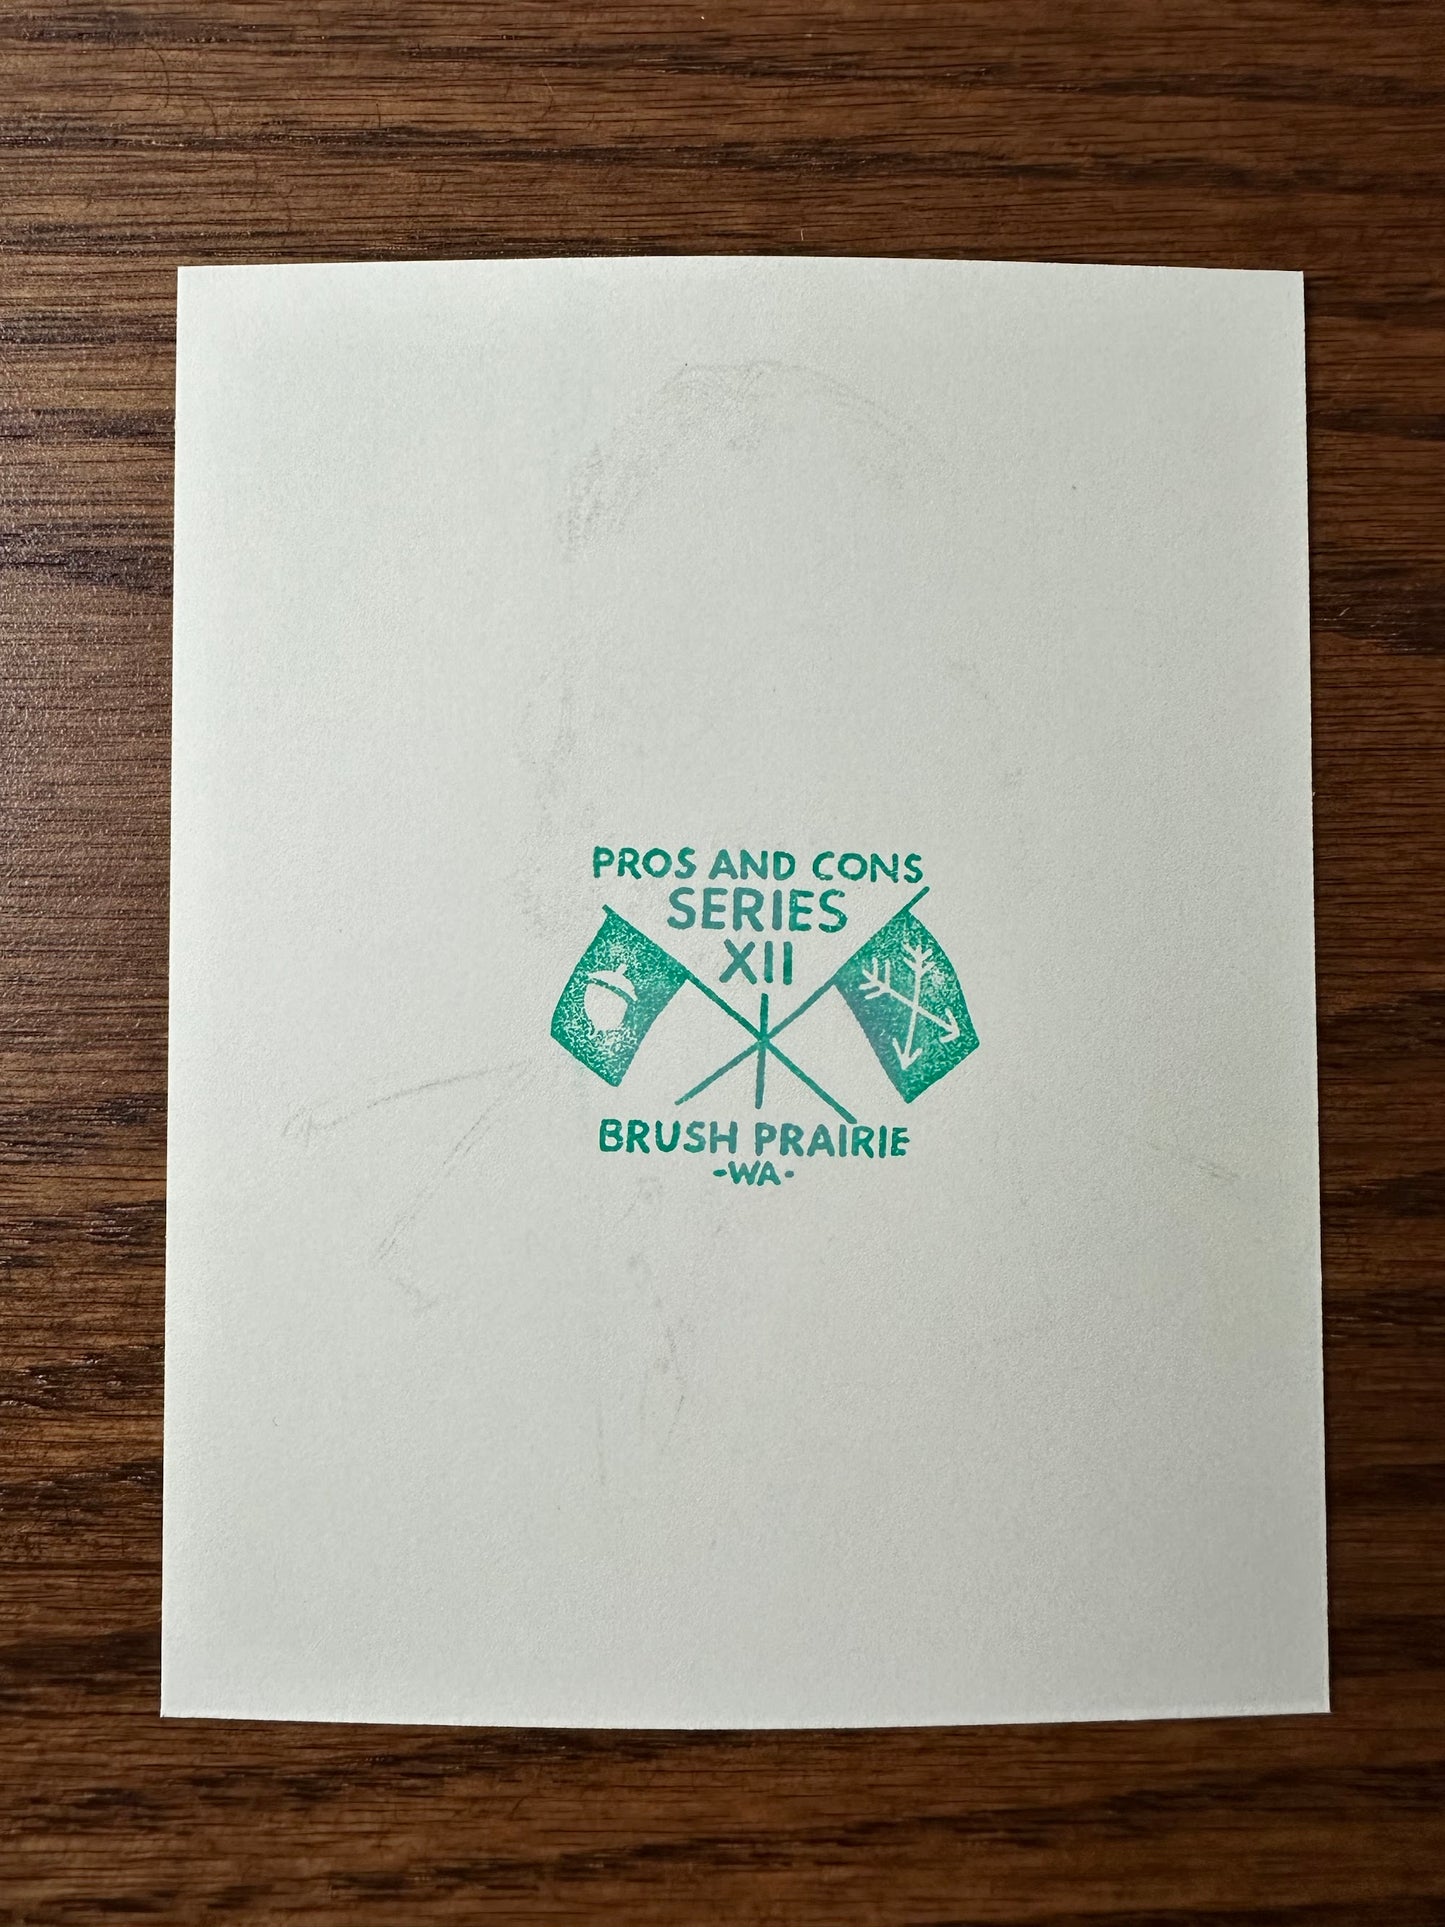 PROS AND CONS
SERIES
XII
BRUSH PRAIRIE
-WA-